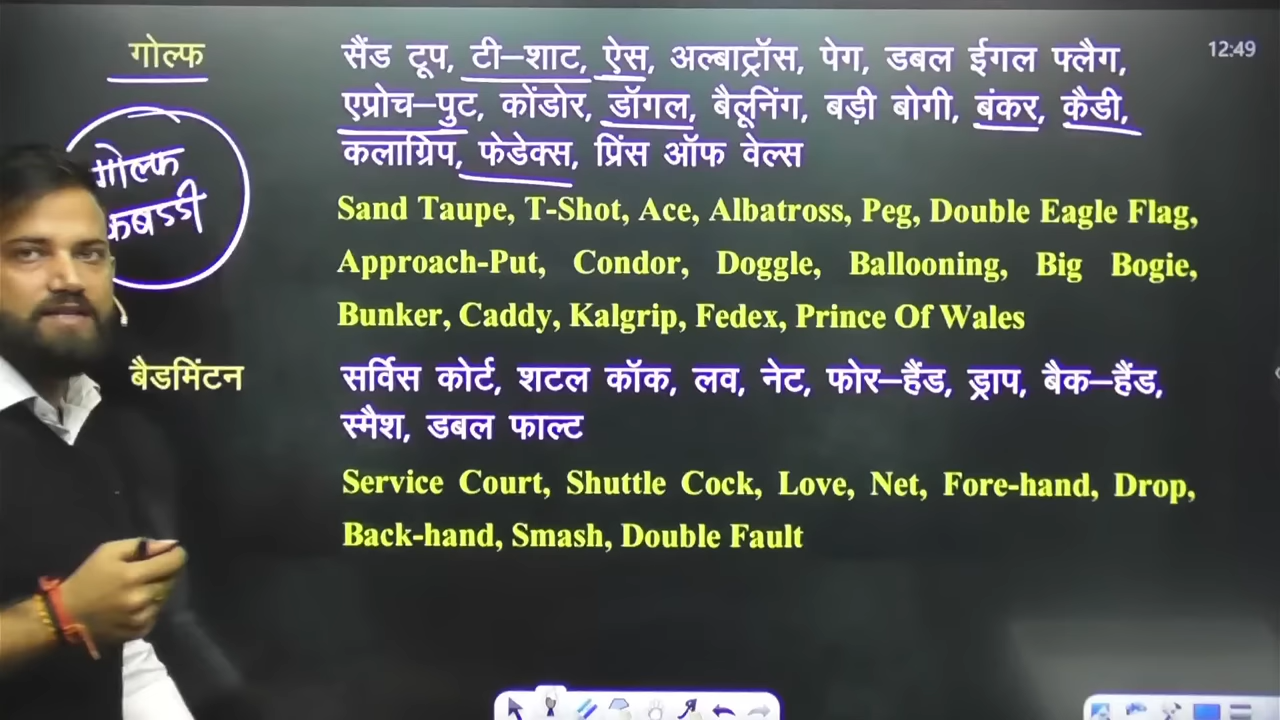 गोल्फ
सैंड टूप, टी–शाट, ऐस, अल्बाट्रॉस, पेग, डबल ईगल फ्लैग,
12:49
एप्रोच–पुट, कोंडोर, डॉगल, बैलूनिंग, बड़ी बोगी, बंकर, कैडी,
कलाग्रिप, फेडेक्स, प्रिंस ऑफ वेल्स
गोल्फ
कबड्डी
Sand Taupe, T-Shot, Ace, Albatross, Peg, Double Eagle Flag,
Approach-Put, Condor, Doggle, Ballooning, Big Bogie,
Bunker, Caddy, Kalgrip, Fedex, Prince Of Wales
बैडमिंटन
सर्विस कोर्ट, शटल कॉक, लव, नेट, फोर–हैंड, ड्राप, बैक–हैंड,
स्मैश, डबल फाल्ट
Service Court, Shuttle Cock, Love, Net, Fore-hand, Drop,
Back-hand, Smash, Double Fault